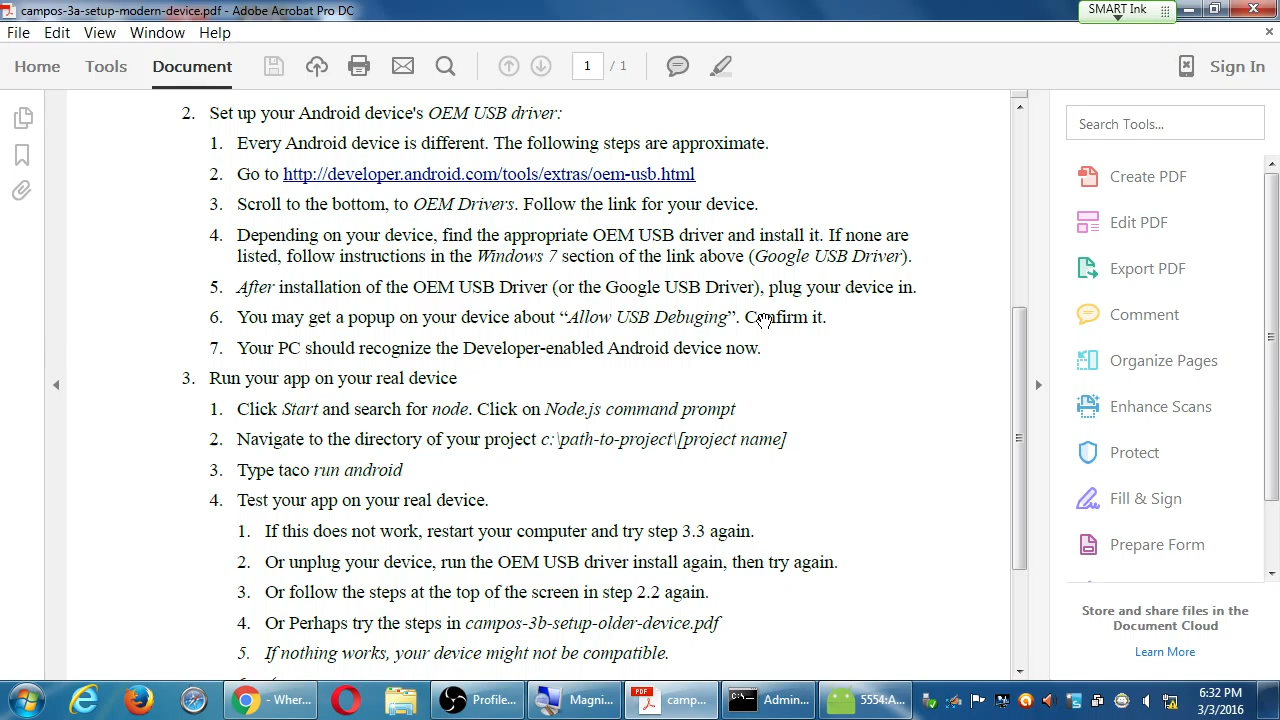 campos-3a-setup-modern-device.pdf - Adobe Acrobat Pro DC
SMART Ink
File Edit View Window Help
Home Tools Document 1 / 1 Sign In
2. Set up your Android device's OEM USB driver:
1. Every Android device is different. The following steps are approximate.
2. Go to http://developer.android.com/tools/extras/oem-usb.html
3. Scroll to the bottom, to OEM Drivers. Follow the link for your device.
4. Depending on your device, find the appropriate OEM USB driver and install it. If none are
listed, follow instructions in the Windows 7 section of the link above (Google USB Driver).
5. After installation of the OEM USB Driver (or the Google USB Driver), plug your device in.
6. You may get a popup on your device about “Allow USB Debuging”. Confirm it.
7. Your PC should recognize the Developer-enabled Android device now.
3. Run your app on your real device
1. Click Start and search for node. Click on Node.js command prompt
2. Navigate to the directory of your project c:\path-to-project\[project name]
3. Type taco run android
4. Test your app on your real device.
1. If this does not work, restart your computer and try step 3.3 again.
2. Or unplug your device, run the OEM USB driver install again, then try again.
3. Or follow the steps at the top of the screen in step 2.2 again.
4. Or Perhaps try the steps in campos-3b-setup-older-device.pdf
5. If nothing works, your device might not be compatible.
Search Tools...
Create PDF
Edit PDF
Export PDF
Comment
Organize Pages
Enhance Scans
Protect
Fill & Sign
Prepare Form
Store and share files in the
Document Cloud
Learn More
- Wher... Profile... Magni... camp... Admin... 5554:A...
6:32 PM
3/3/2016